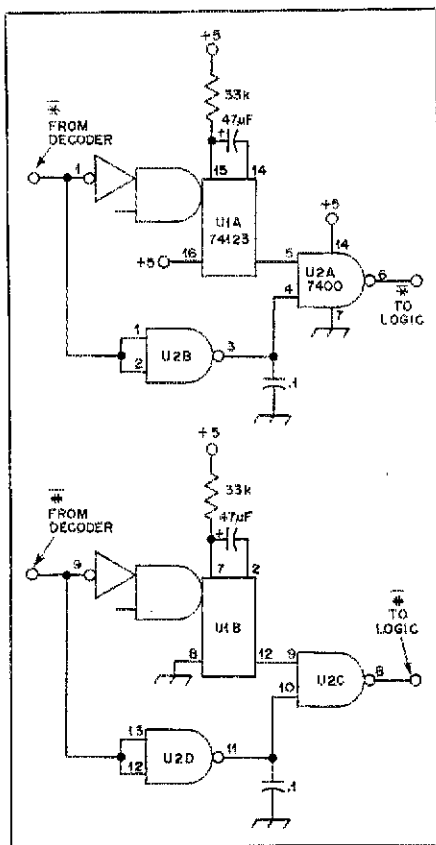 +5
33k
*
FROM
DECODER
47µF
+
1
15
14
U1A
74123
+5
16
5
+5
14
U2A
7400
6
4
7
*
TO
LOGIC
1
2
U2B
3
.1
+5
33k
#
FROM
DECODER
47µF
+
9
7
2
U1B
8
12
9
U2C
8
10
#
TO
LOGIC
13
12
U2D
11
.1